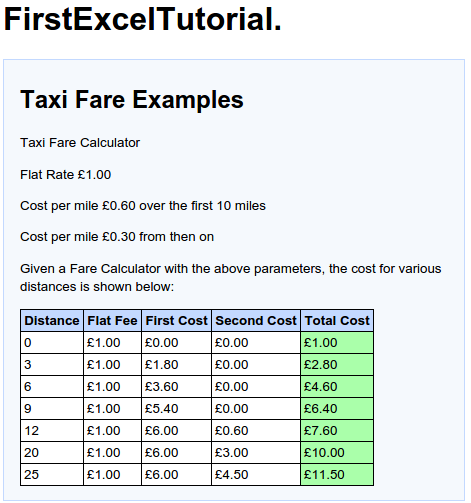 FirstExcelTutorial.
Taxi Fare Examples
Taxi Fare Calculator
Flat Rate £1.00
Cost per mile £0.60 over the first 10 miles
Cost per mile £0.30 from then on
Given a Fare Calculator with the above parameters, the cost for various
distances is shown below:
Distance Flat Fee First Cost Second Cost Total Cost
0 £1.00 £0.00 £0.00 £1.00
3 £1.00 £1.80 £0.00 £2.80
6 £1.00 £3.60 £0.00 £4.60
9 £1.00 £5.40 £0.00 £6.40
12 £1.00 £6.00 £0.60 £7.60
20 £1.00 £6.00 £3.00 £10.00
25 £1.00 £6.00 £4.50 £11.50